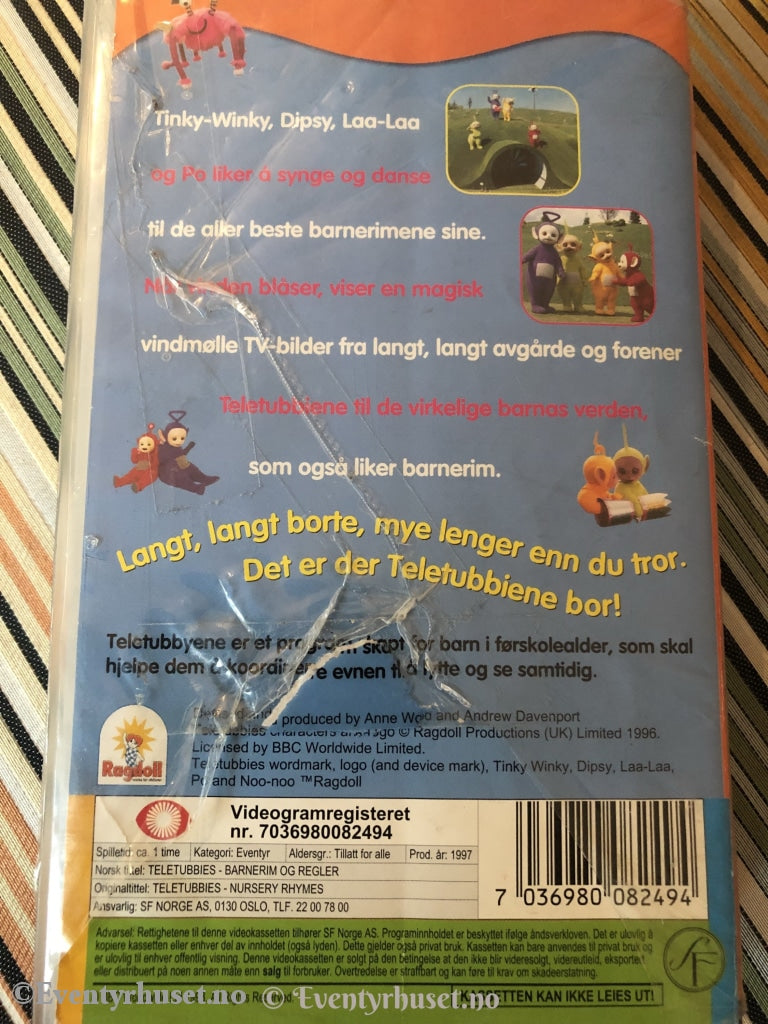 Tinky-Winky, Dipsy, Laa-Laa
og Po liker å synge og danse
til de aller beste barnerimene sine.
Når vinden blåser, viser en magisk
vindmølle TV-bilder fra langt, langt avgårde og forener
Teletubbiene til de virkelige barnas verden,
som også liker barnerim.
Langt, langt borte, mye lenger enn du tror.
Det er der Teletubbiene bor!
Teletubbyene er et program skapt for barn i førskolealder, som skal
hjelpe dem å koordinere evnen til å lytte og se samtidig.
produced by Anne Wood and Andrew Davenport
Teletubbies characters and logo © Ragdoll Productions (UK) Limited 1996.
Licensed by BBC Worldwide Limited.
Teletubbies wordmark, logo (and device mark), Tinky Winky, Dipsy, Laa-Laa,
Po and Noo-noo ™Ragdoll
Ragdoll
Videogramregisteret
nr. 7036980082494
Spilletid: ca. 1 time Kategori: Eventyr Aldersgr.: Tillatt for alle Prod. år: 1997
Norsk tittel: TELETUBBIES - BARNERIM OG REGLER
Originaltittel: TELETUBBIES - NURSERY RHYMES
Ansvarlig: SF NORGE AS, 0130 OSLO, TLF. 22 00 78 00
7 036980 082494
Advarsel: Rettighetene til denne videokassetten tilhører SF Norge AS. Programinnholdet er beskyttet ifølge åndsverkloven. Det er ulovlig å
kopiere kassetten eller enhver del av innholdet (også lyden). Dette gjelder også privat bruk. Kassetten kan bare anvendes til privat bruk og
er ulovlig til enhver offentlig visning. Denne videokassetten er solgt på den betingelse at den ikke blir videresolgt, videreutleid, eksportert
eller distribuert på noen annen måte enn salg til forbruker. Overtredelse er straffbart og kan føre til krav om skadeerstatning.
SF
Reserved.
KASSETTEN KAN IKKE LEIES UT!
©Eventyrhuset.no © Eventyrhuset.no